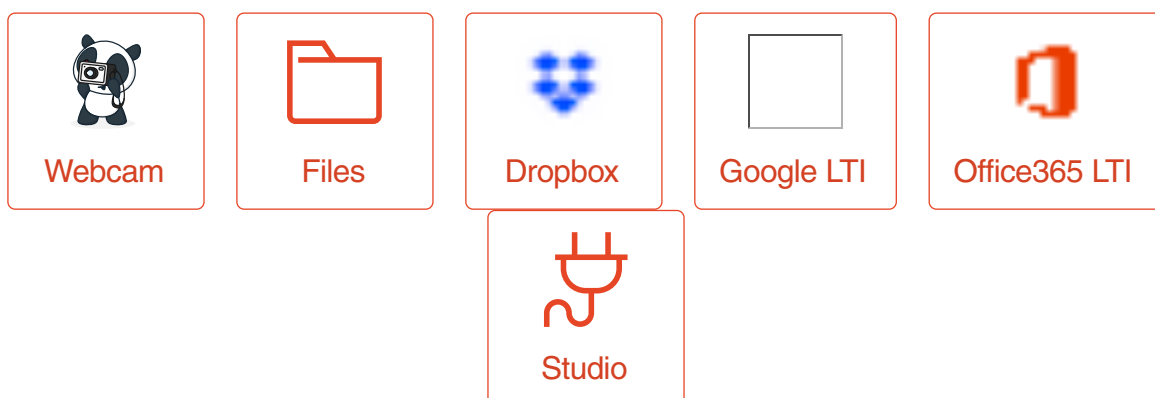 Webcam
Files
Dropbox
Google LTI
Office365 LTI
Studio